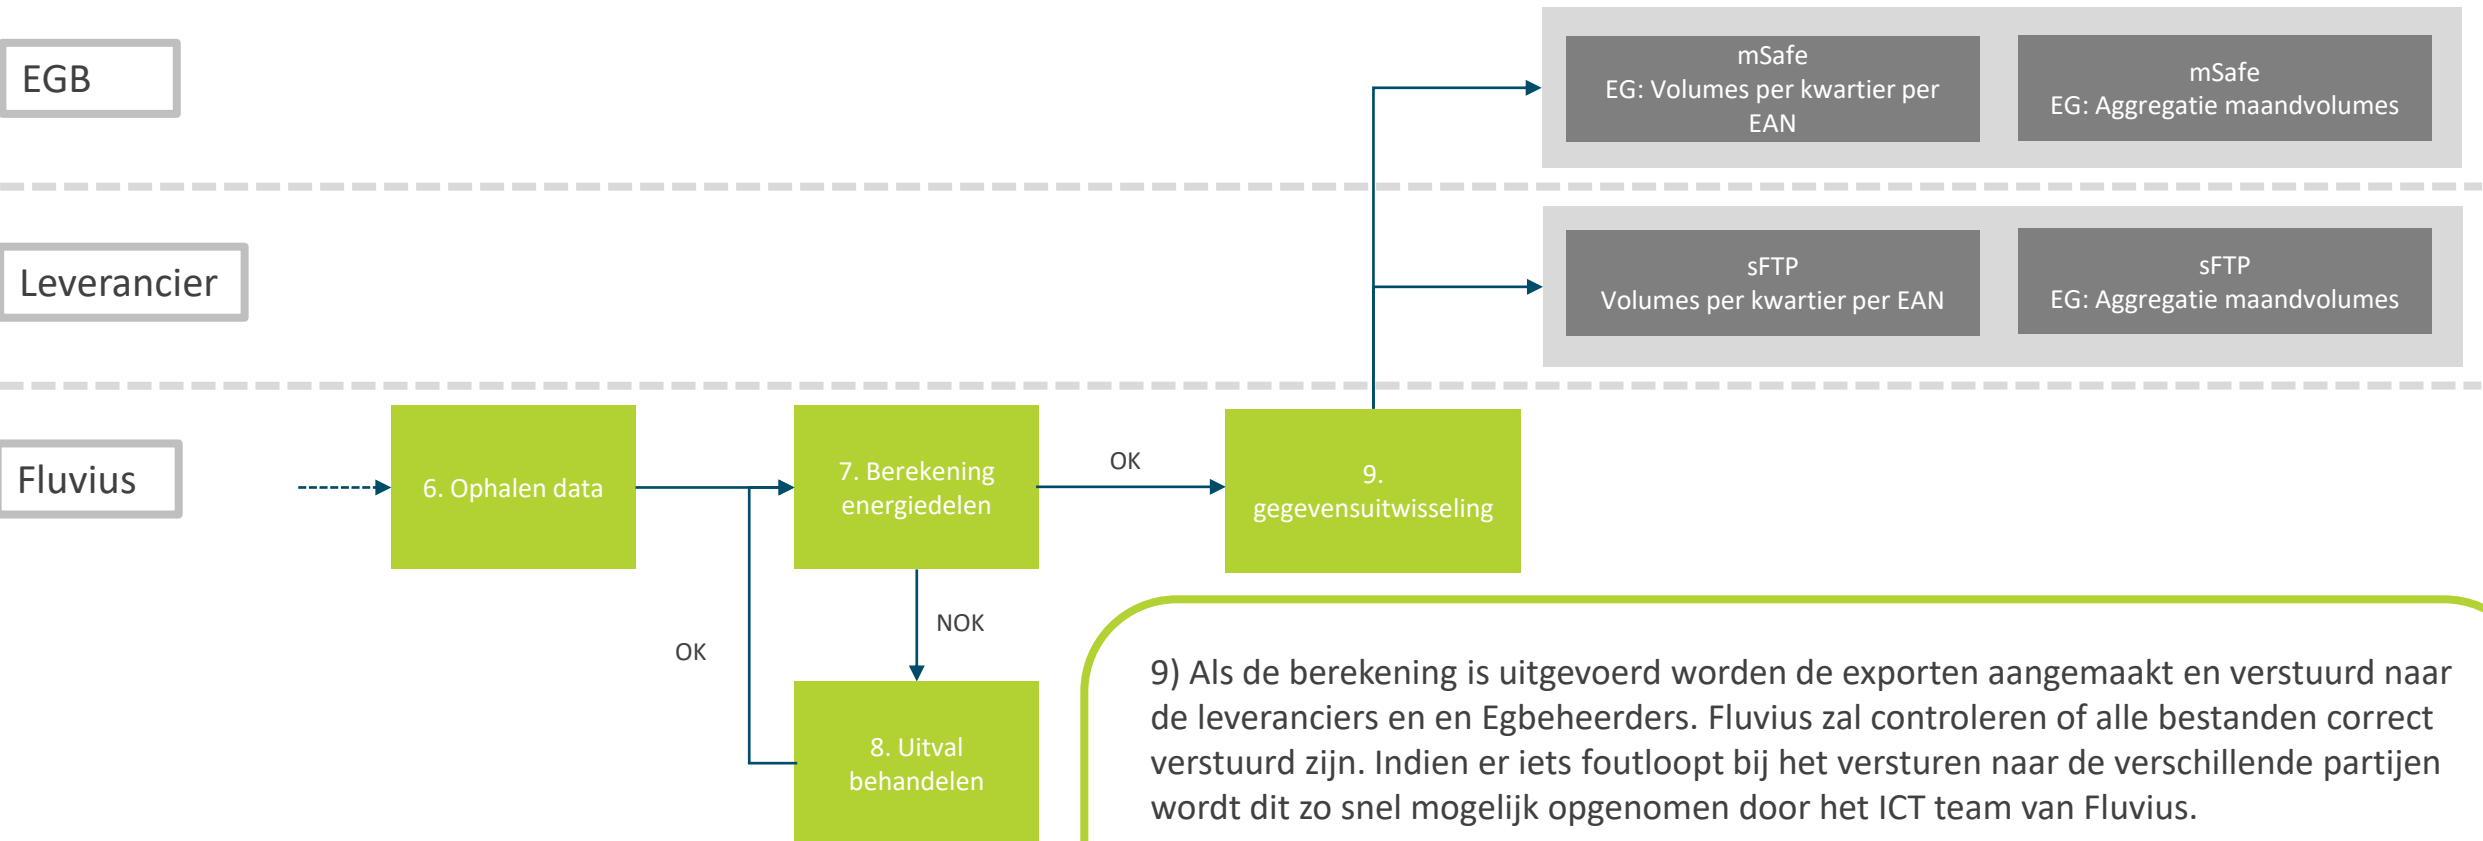 EGB
mSafe
EG: Volumes per kwartier per
EAN
mSafe
EG: Aggregatie maandvolumes
Leverancier
sFTP
Volumes per kwartier per EAN
sFTP
EG: Aggregatie maandvolumes
Fluvius
6. Ophalen data
7. Berekening
energiedelen
OK
9.
gegevensuitwisseling
NOK
OK
8. Uitval
behandelen
9) Als de berekening is uitgevoerd worden de exporten aangemaakt en verstuurd naar
de leveranciers en en Egbeheerders. Fluvius zal controleren of alle bestanden correct
verstuurd zijn. Indien er iets foutloopt bij het versturen naar de verschillende partijen
wordt dit zo snel mogelijk opgenomen door het ICT team van Fluvius.